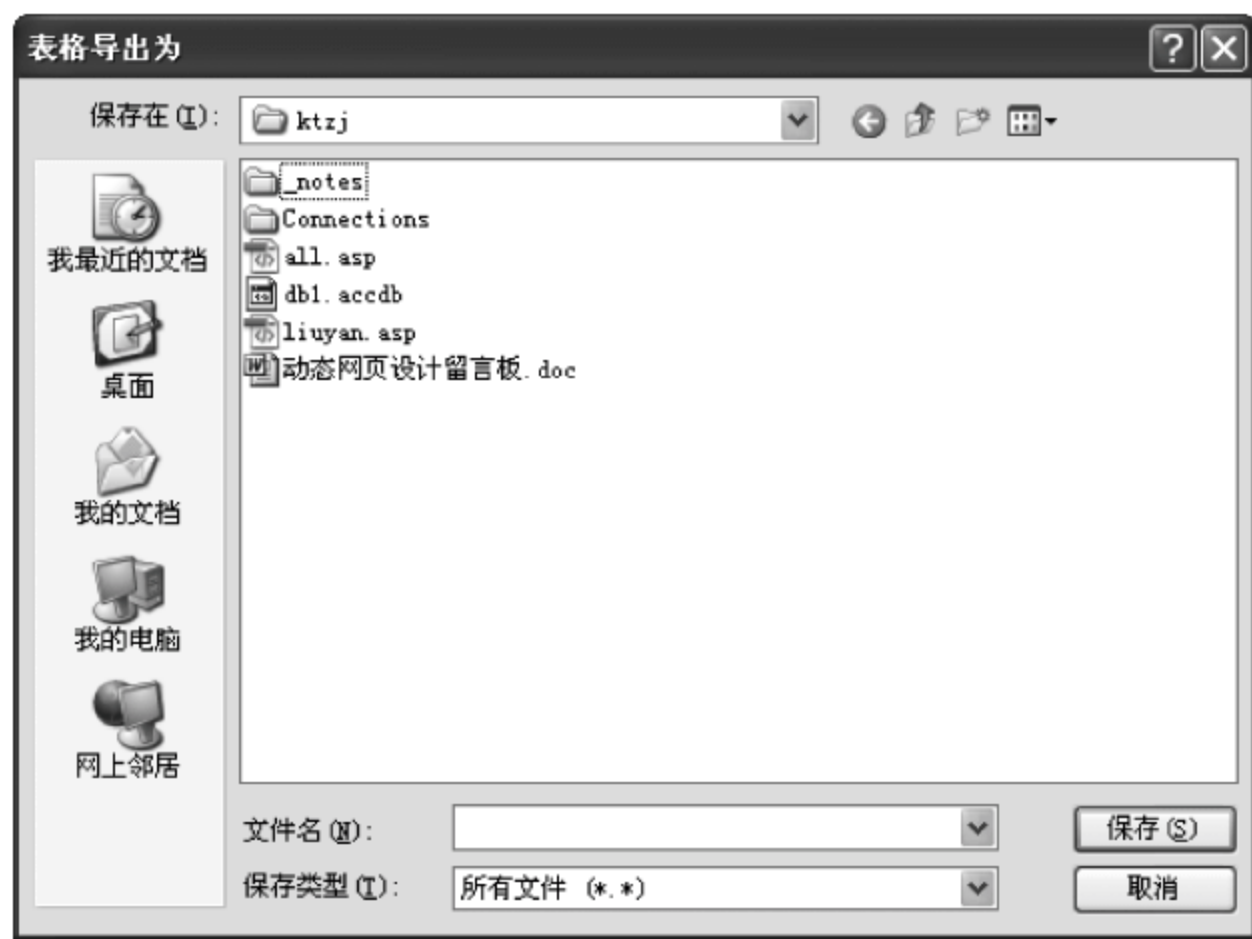 表格导出为
保存在(I):
ktzj
我最近的文档
桌面
我的文档
我的电脑
网上邻居
_notes
Connections
all.asp
db1.accdb
liuyan.asp
动态网页设计留言板.doc
文件名(N):
保存(S)
保存类型(T):
所有文件 (*.*)
取消